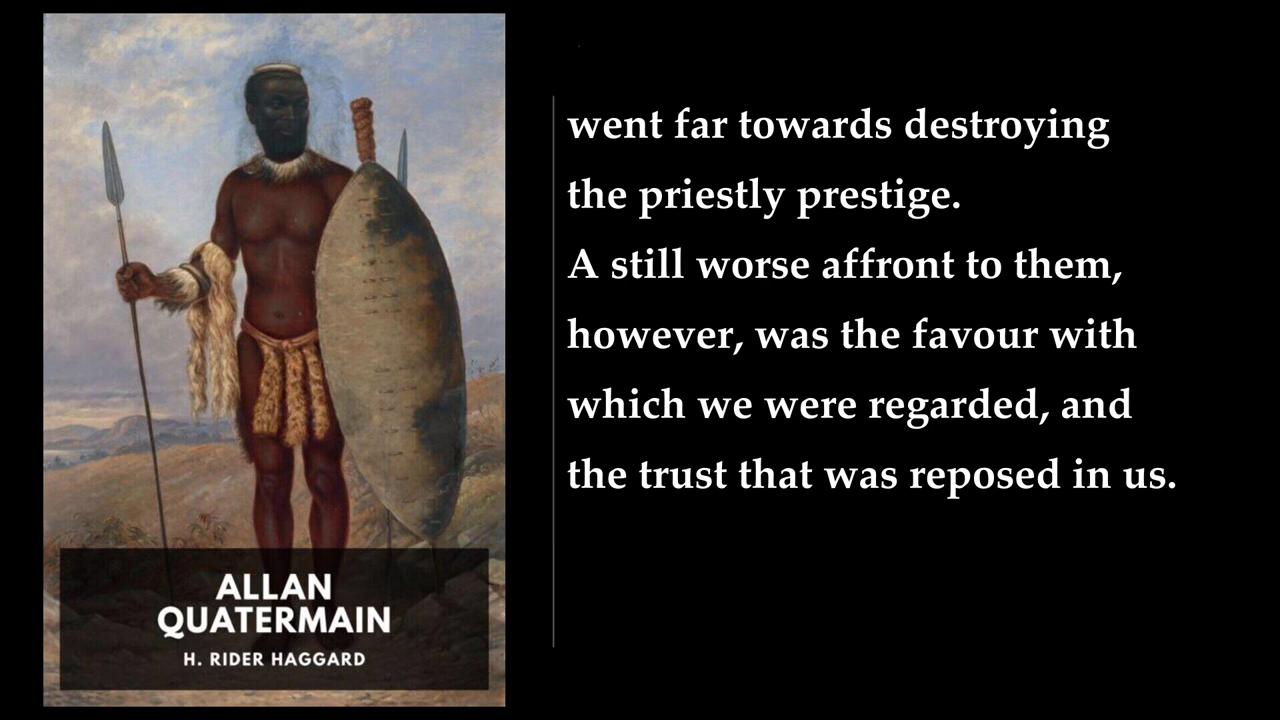 ALLAN
QUATERMAIN
H. RIDER HAGGARD
went far towards destroying
the priestly prestige.
A still worse affront to them,
however, was the favour with
which we were regarded, and
the trust that was reposed in us.